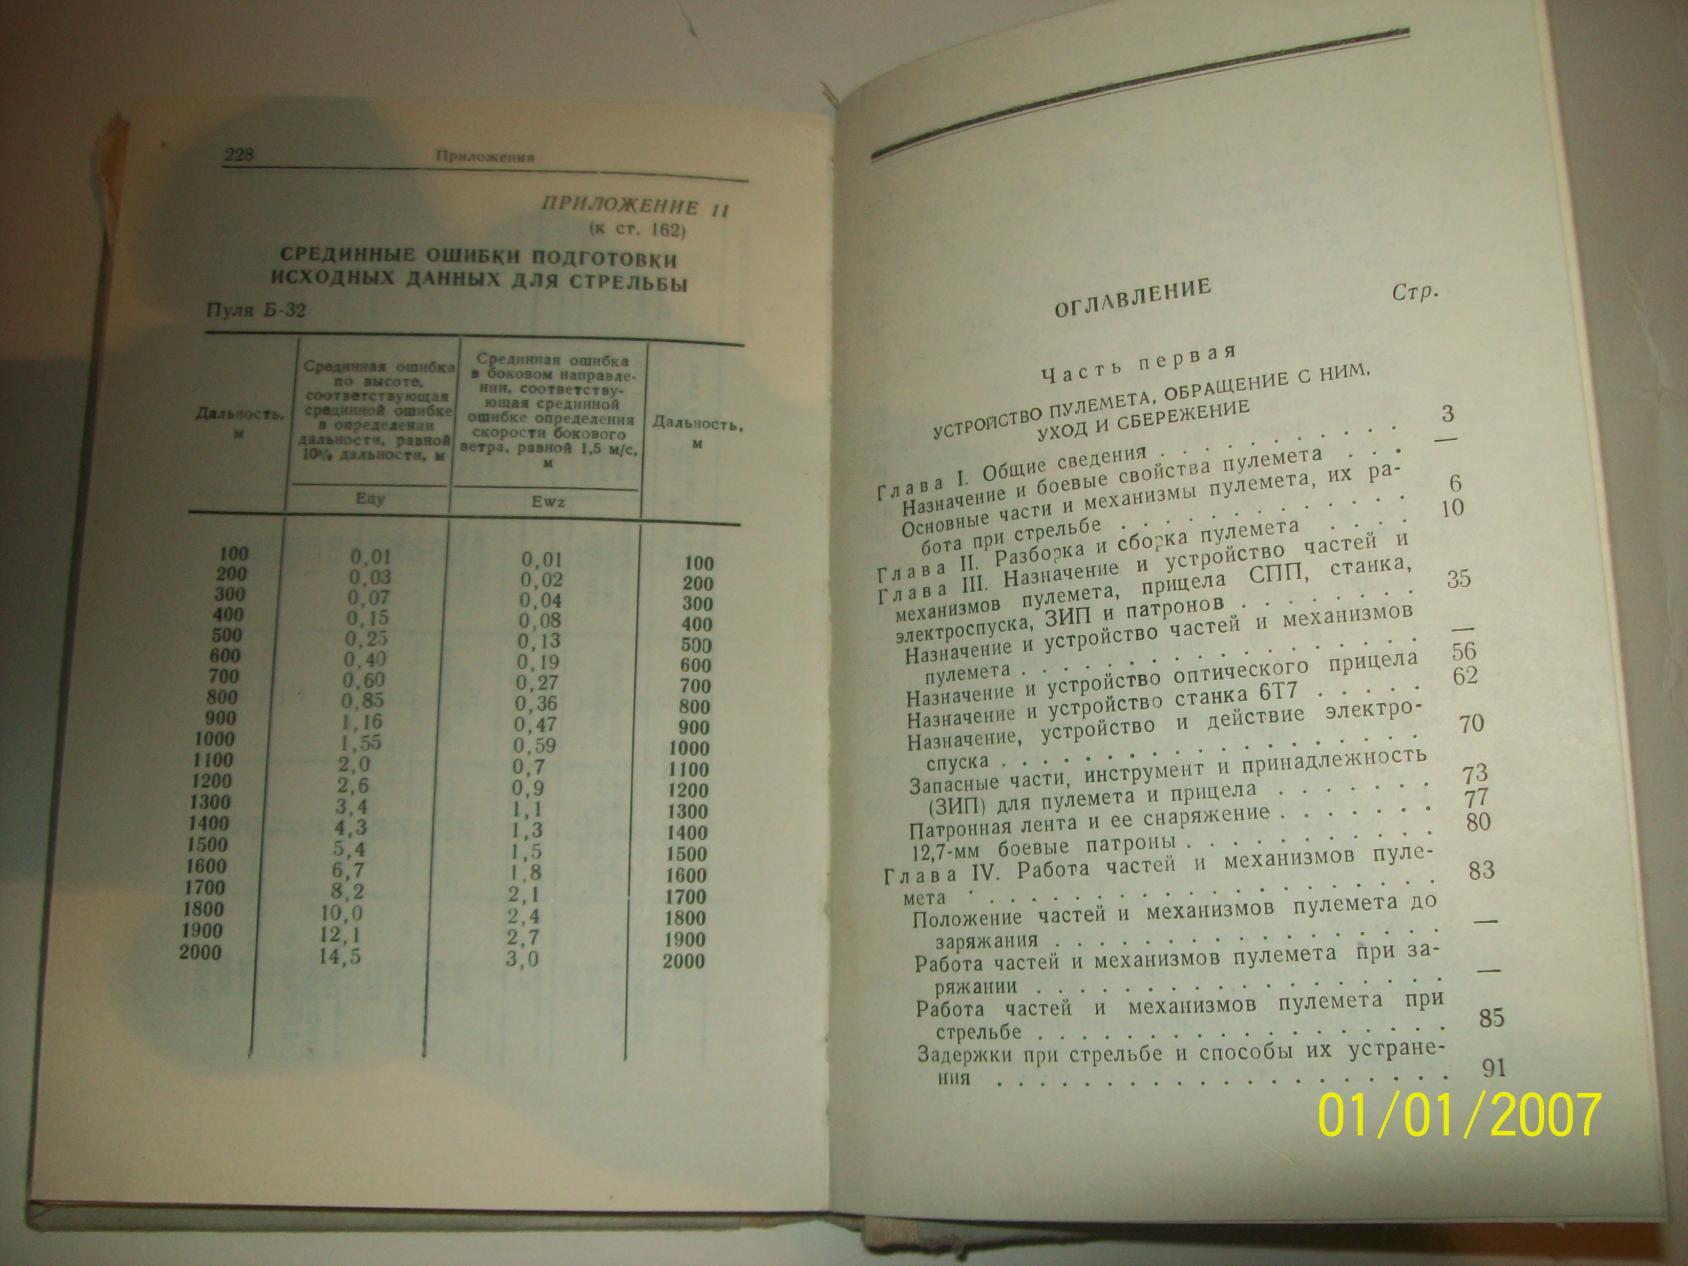 228 Приложения
ПРИЛОЖЕНИЕ 11
(к ст. 162)
СРЕДИННЫЕ ОШИБКИ ПОДГОТОВКИ
ИСХОДНЫХ ДАННЫХ ДЛЯ СТРЕЛЬБЫ
Пуля Б-32
Дальность,
м
Срединная ошибка
по высоте,
соответствующая
срединной ошибке
в определении
дальности, равной
10% дальности, м
Ецу
Срединная ошибка
в боковом направле-
нии, соответству-
ющая срединной
ошибке определения
скорости бокового
ветра, равной 1,5 м/с,
м
Ewz
Дальность,
м
100 0,01 0,01 100
200 0,03 0,02 200
300 0,07 0,04 300
400 0,15 0,08 400
500 0,25 0,13 500
600 0,40 0,19 600
700 0,60 0,27 700
800 0,85 0,36 800
900 1,16 0,47 900
1000 1,55 0,59 1000
1100 2,0 0,7 1100
1200 2,6 0,9 1200
1300 3,4 1,1 1300
1400 4,3 1,3 1400
1500 5,4 1,5 1500
1600 6,7 1,8 1600
1700 8,2 2,1 1700
1800 10,0 2,4 1800
1900 12,1 2,7 1900
2000 14,5 3,0 2000
ОГЛАВЛЕНИЕ
Стр.
Часть первая
УСТРОЙСТВО ПУЛЕМЕТА, ОБРАЩЕНИЕ С НИМ,
УХОД И СБЕРЕЖЕНИЕ
Глава I. Общие сведения . . . . . . . . . . 3
Назначение и боевые свойства пулемета . . . —
Основные части и механизмы пулемета, их ра-
бота при стрельбе . . . . . . . . . . . . 6
Глава II. Разборка и сборка пулемета . . . . 10
Глава III. Назначение и устройство частей и
механизмов пулемета, прицела СПП, станка,
электроспуска, ЗИП и патронов . . . . . . . . 35
Назначение и устройство частей и механизмов
пулемета . . . . . . . . . . . . . . . . —
Назначение и устройство оптического прицела 56
Назначение и устройство станка 6Т7 . . . . . 62
Назначение, устройство и действие электро-
спуска . . . . . . . . . . . . . . . . . 70
Запасные части, инструмент и принадлежность
(ЗИП) для пулемета и прицела . . . . . . . 73
Патронная лента и ее снаряжение . . . . . . . 77
12,7-мм боевые патроны . . . . . . . . . . . 80
Глава IV. Работа частей и механизмов пуле-
мета . . . . . . . . . . . . . . . . . . . 83
Положение частей и механизмов пулемета до
заряжания . . . . . . . . . . . . . . . . —
Работа частей и механизмов пулемета при за-
ряжании . . . . . . . . . . . . . . . . . —
Работа частей и механизмов пулемета при
стрельбе . . . . . . . . . . . . . . . . . 85
Задержки при стрельбе и способы их устране-
ния . . . . . . . . . . . . . . . . . . . 91
01/01/2007